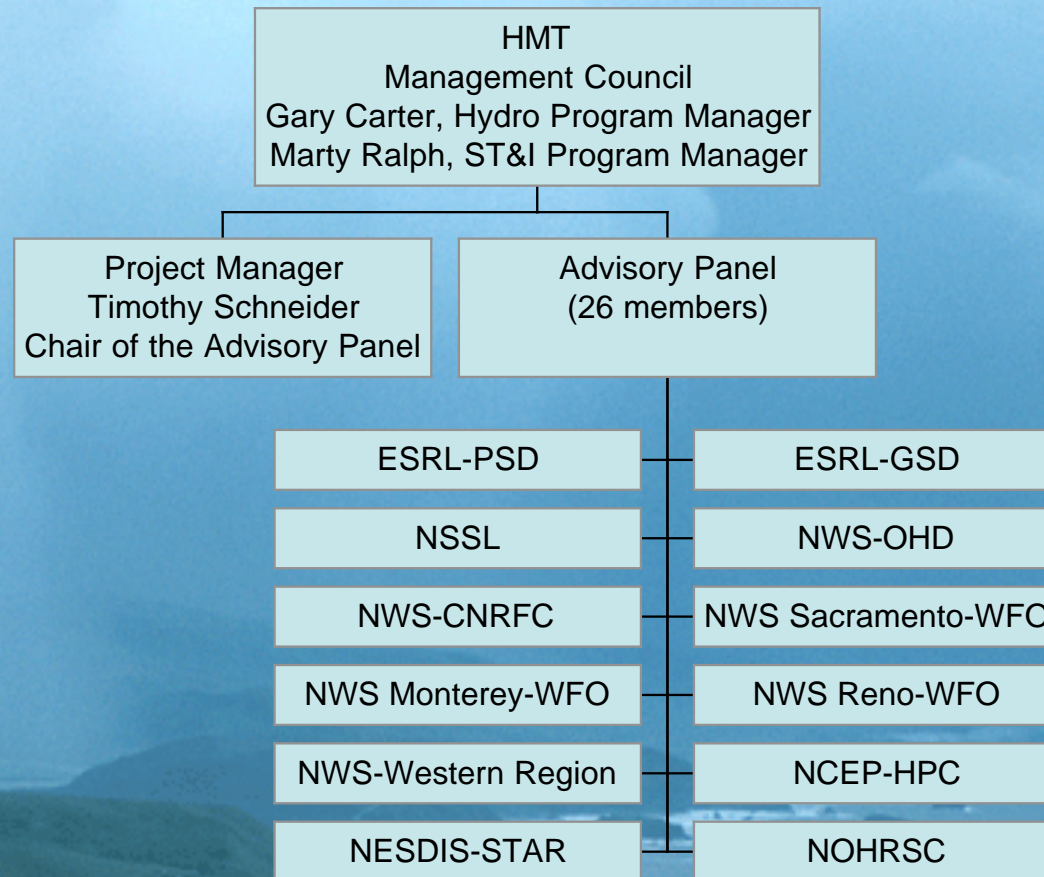 HMT
Management Council
Gary Carter, Hydro Program Manager
Marty Ralph, ST&I Program Manager
Project Manager
Timothy Schneider
Chair of the Advisory Panel
Advisory Panel
(26 members)
ESRL-PSD
ESRL-GSD
NSSL
NWS-OHD
NWS-CNRFC
NWS Sacramento-WFO
NWS Monterey-WFO
NWS Reno-WFO
NWS-Western Region
NCEP-HPC
NESDIS-STAR
NOHRSC